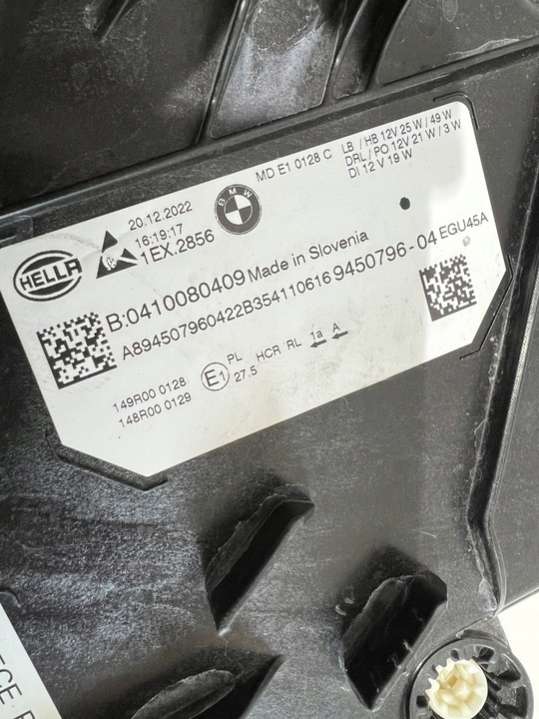 MD E1 0128 C
LB / HB 12V 25 W / 49 W
DRL / PO 12V 21 W / 3 W
DI 12 V 19 W
BMW
20.12.2022
16:19:17
1EX.2856
HELLA
B:0410080409 Made in Slovenia
A894507960422B354110616 9450796-04 EGU45A
149R00 0128
148R00 0129
E1
PL HCR RL 1a A
27.5